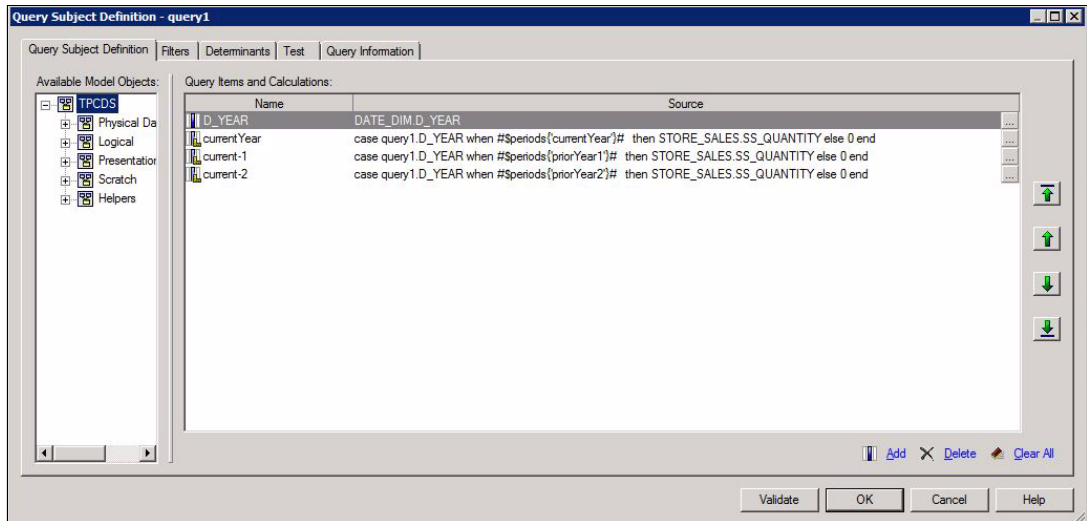 Query Subject Definition - query1
Query Subject Definition Filters Determinants Test Query Information
Available Model Objects: Query Items and Calculations:
TPCDS
Physical Da
Logical
Presentation
Scratch
Helpers
Name Source
D_YEAR DATE_DIM.D_YEAR ...
currentYear case query1.D_YEAR when #$periods{'currentYear'}# then STORE_SALES.SS_QUANTITY else 0 end ...
current-1 case query1.D_YEAR when #$periods{'priorYear1'}# then STORE_SALES.SS_QUANTITY else 0 end ...
current-2 case query1.D_YEAR when #$periods{'priorYear2'}# then STORE_SALES.SS_QUANTITY else 0 end ...
Add Delete Clear All
Validate OK Cancel Help